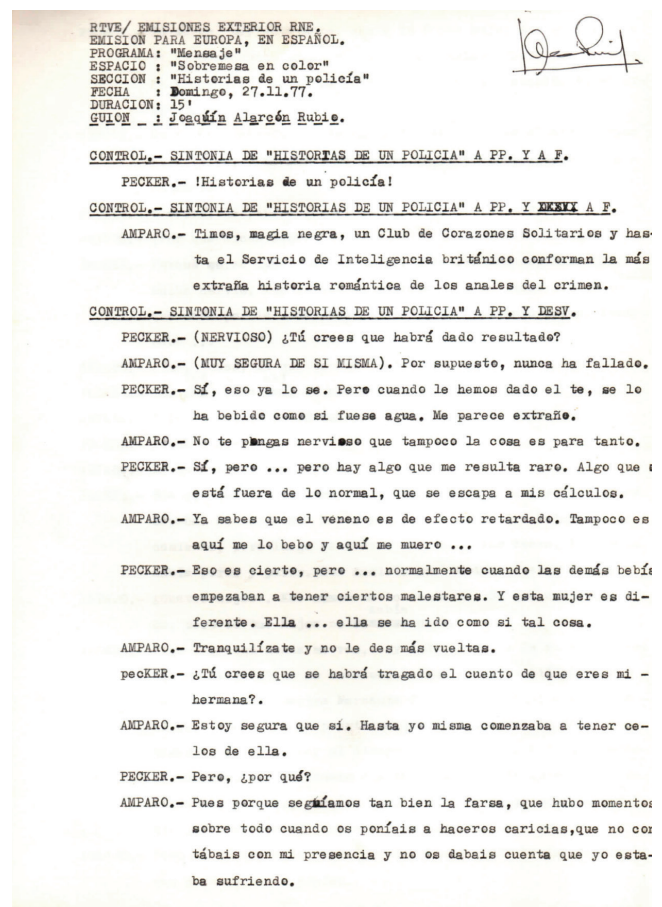 RTVE/ EMISIONES EXTERIOR RNE.
EMISION PARA EUROPA, EN ESPAÑOL.
PROGRAMA: "Mensaje"
ESPACIO : "Sobremesa en color"
SECCION : "Historias de un policía"
FECHA : Domingo, 27.11.77.
DURACION: 15'
GUION : Joaquín Alarcón Rubio.
CONTROL.- SINTONIA DE "HISTORIAS DE UN POLICIA" A PP. Y A F.
PECKER.- !Historias de un policía!
CONTROL.- SINTONIA DE "HISTORIAS DE UN POLICIA" A PP. Y A F.
AMPARO.- Timos, magia negra, un Club de Corazones Solitarios y has-
ta el Servicio de Inteligencia británico conforman la más
extraña historia romántica de los anales del crimen.
CONTROL.- SINTONIA DE "HISTORIAS DE UN POLICIA" A PP. Y DESV.
PECKER.- (NERVIOSO) ¿Tú crees que habrá dado resultado?
AMPARO.- (MUY SEGURA DE SI MISMA). Por supuesto, nunca ha fallado.
PECKER.- Sí, eso ya lo se. Pero cuando le hemos dado el te, se lo
ha bebido como si fuese agua. Me parece extraño.
AMPARO.- No te pongas nervioso que tampoco la cosa es para tanto.
PECKER.- Sí, pero ... pero hay algo que me resulta raro. Algo que
está fuera de lo normal, que se escapa a mis cálculos.
AMPARO.- Ya sabes que el veneno es de efecto retardado. Tampoco es
aquí me lo bebo y aquí me muero ...
PECKER.- Eso es cierto, pero ... normalmente cuando las demás bebía
empezaban a tener ciertos malestares. Y esta mujer es di-
ferente. Ella ... ella se ha ido como si tal cosa.
AMPARO.- Tranquilízate y no le des más vueltas.
pecKER.- ¿Tú crees que se habrá tragado el cuento de que eres mi -
hermana?.
AMPARO.- Estoy segura que sí. Hasta yo misma comenzaba a tener ce-
los de ella.
PECKER.- Pero, ¿por qué?
AMPARO.- Pues porque seguíamos tan bien la farsa, que hubo momentos
sobre todo cuando os poníais a haceros caricias,que no con
tábais con mi presencia y no os dabais cuenta que yo esta-
ba sufriendo.